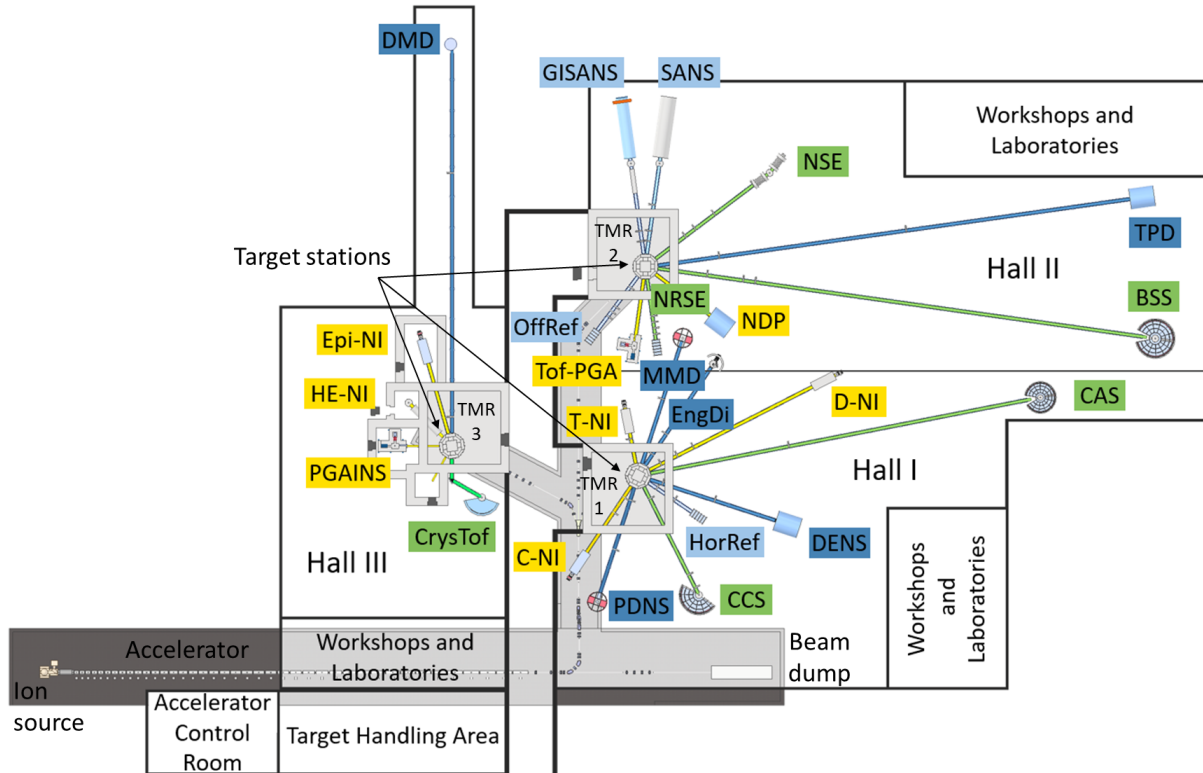 DMD
GISANS
SANS
Workshops and
Laboratories
NSE
TPD
TMR
2
Target stations
Hall II
NRSE
BSS
OffRef
NDP
Epi-NI
Tof-PGA
MMD
D-NI
CAS
HE-NI
TMR
3
T-NI
EngDi
PGAINS
Hall I
TMR
1
CrysTof
HorRef
DENS
Hall III
C-NI
PDNS
CCS
Workshops
and
Laboratories
Accelerator
Workshops and
Laboratories
Beam
dump
Ion
source
Accelerator
Control
Room
Target Handling Area